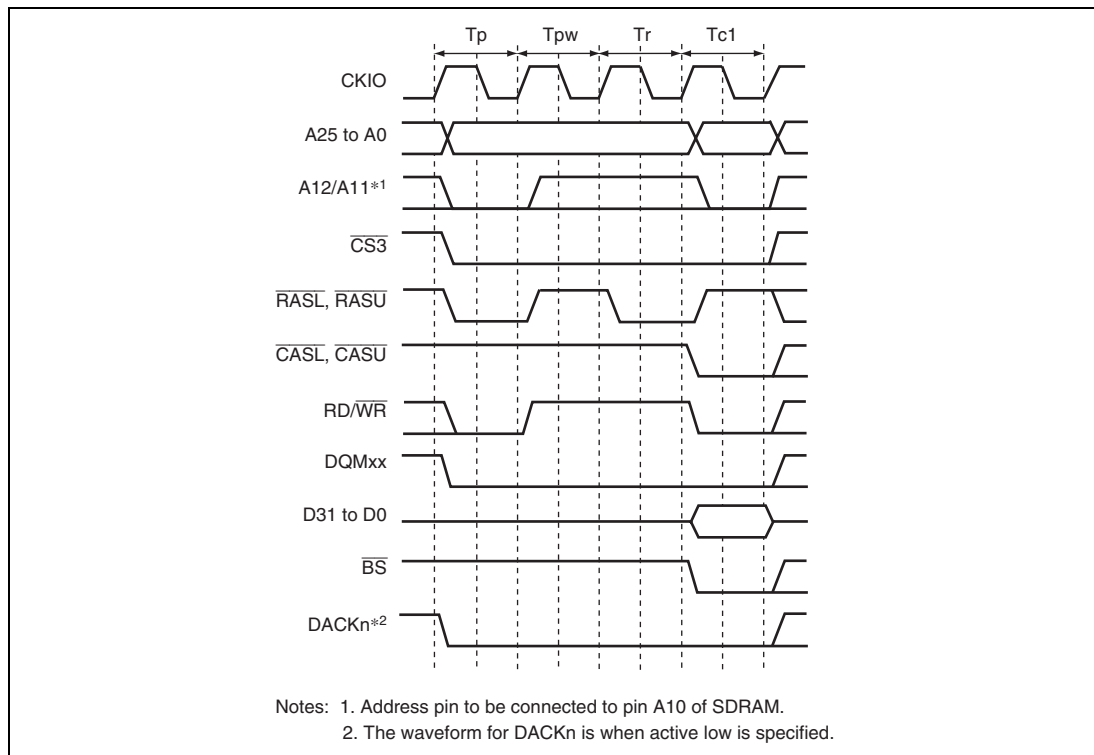 Tp Tpw Tr Tc1
CKIO
A25 to A0
A12/A11*1
CS3
RASL, RASU
CASL, CASU
RD/WR
DQMxx
D31 to D0
BS
DACKn*2
Notes: 1. Address pin to be connected to pin A10 of SDRAM.
2. The waveform for DACKn is when active low is specified.